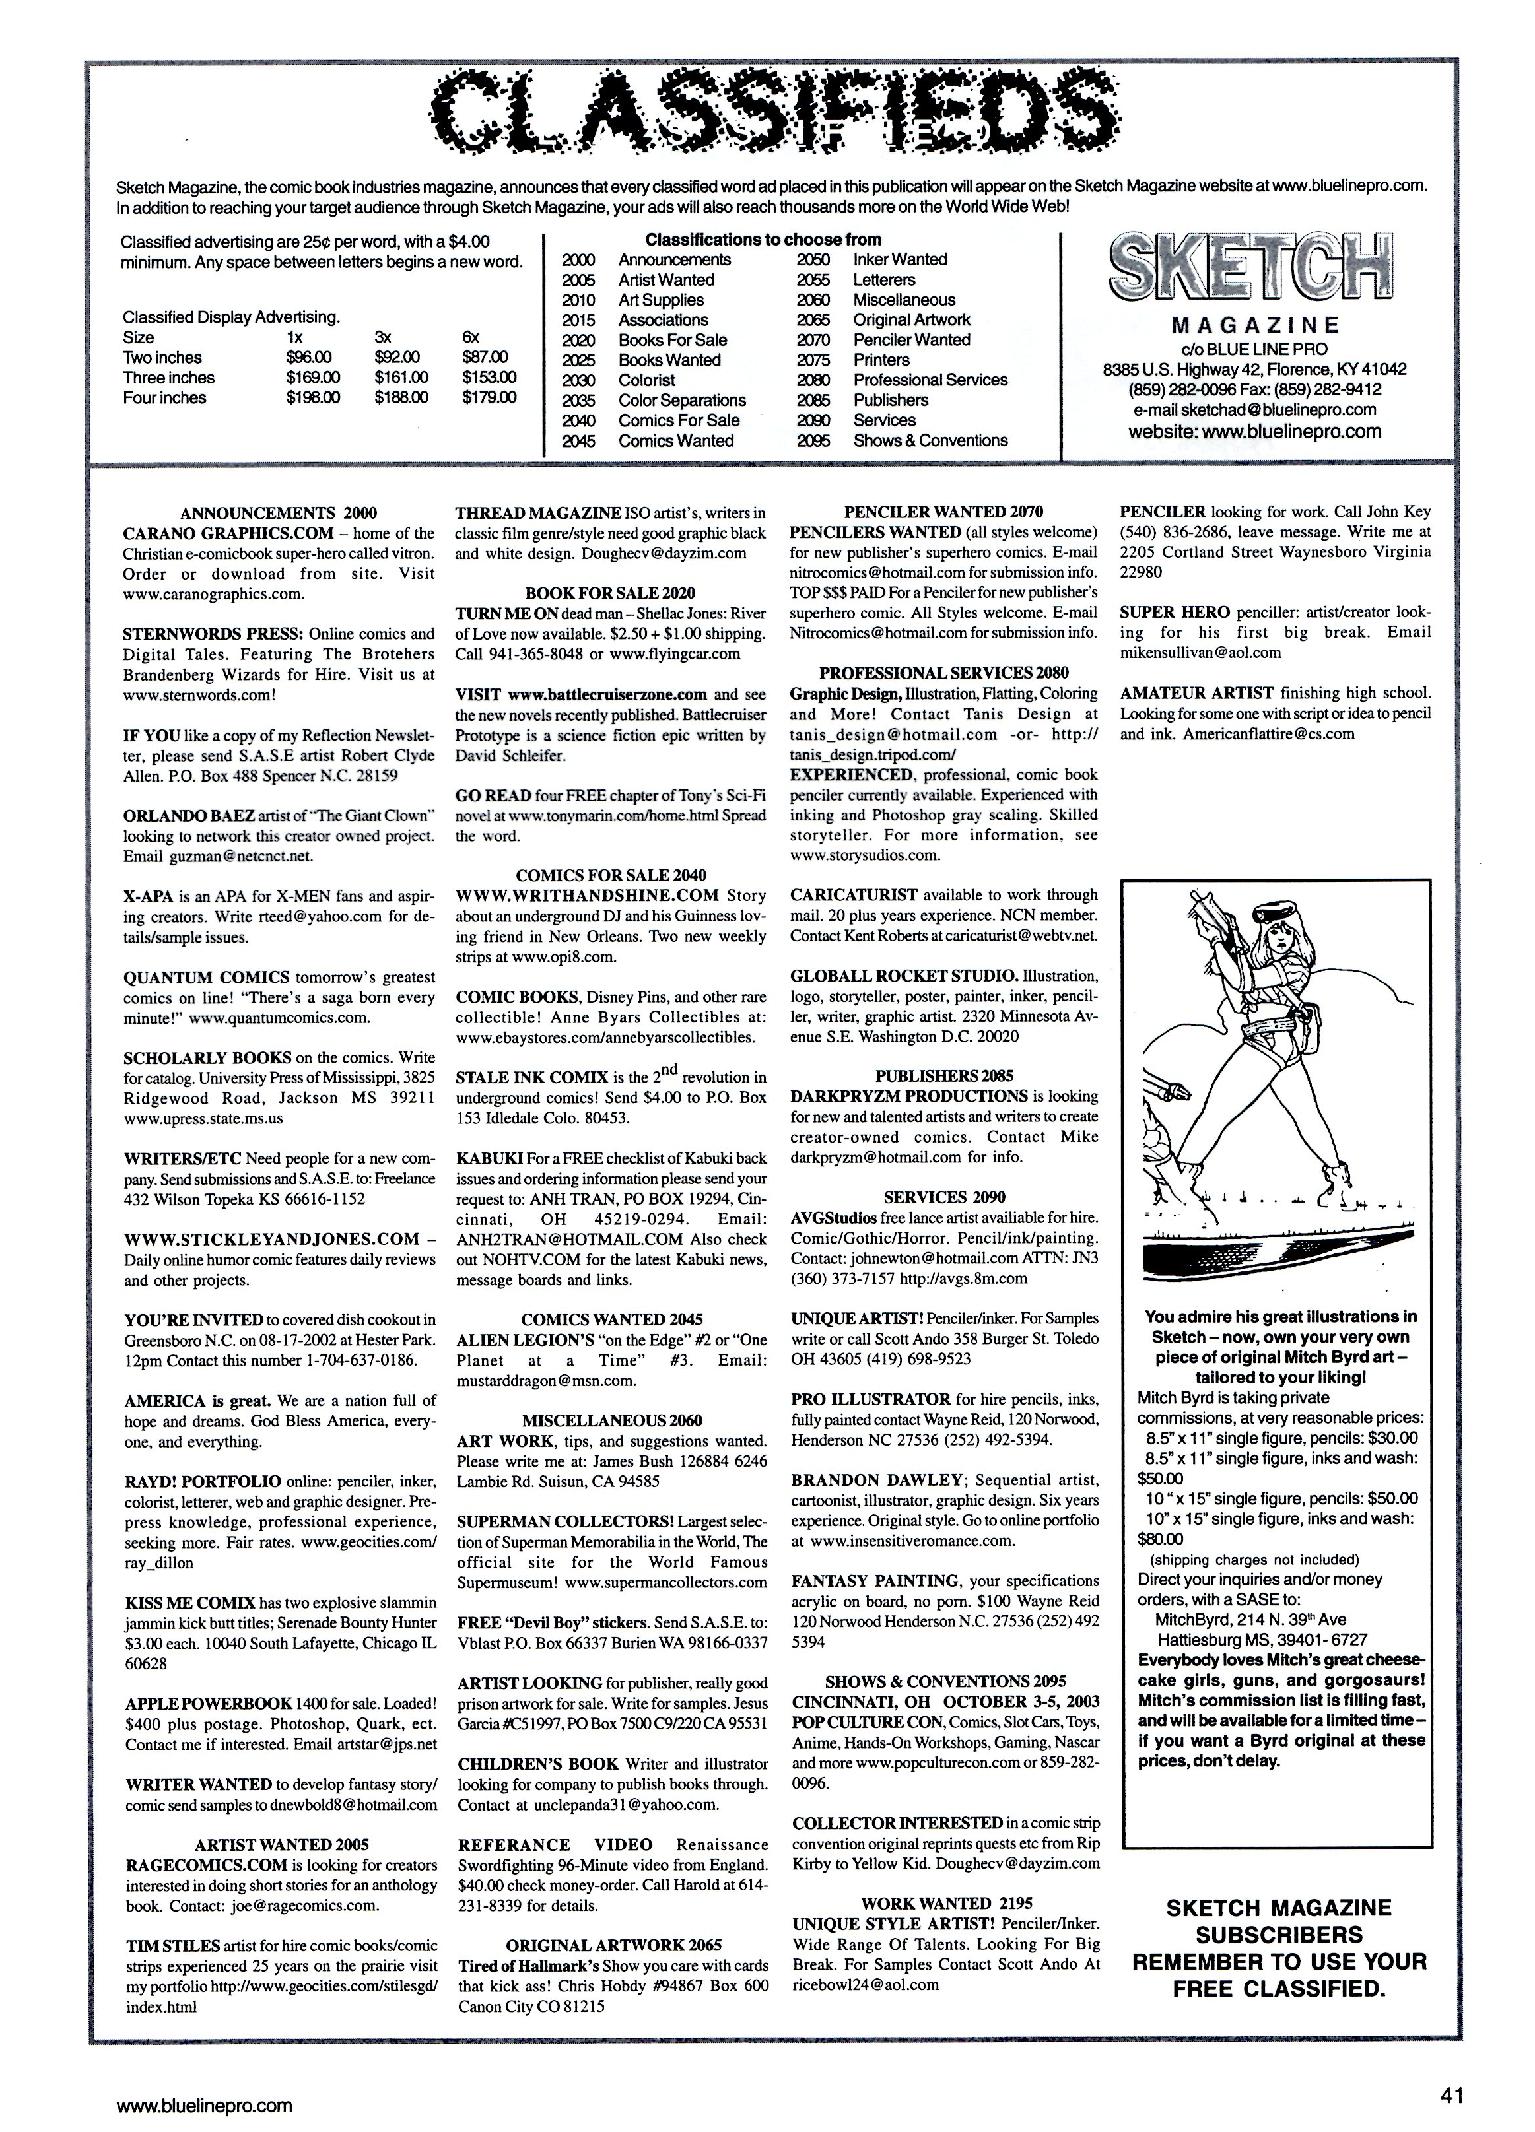 CLASSIFIEDS
Sketch Magazine, the comic book industries magazine, announces that every classified word ad placed in this publication will appear on the Sketch Magazine website at www.bluelinepro.com.
In addition to reaching your target audience through Sketch Magazine, your ads will also reach thousands more on the World Wide Web!
Classified advertising are 25¢ per word, with a $4.00
minimum. Any space between letters begins a new word.
Classified Display Advertising.
Size 1x 3x 6x
Two inches $96.00 $92.00 $87.00
Three inches $169.00 $161.00 $153.00
Four inches $198.00 $188.00 $179.00
Classifications to choose from
2000 Announcements 2050 Inker Wanted
2005 Artist Wanted 2055 Letterers
2010 Art Supplies 2060 Miscellaneous
2015 Associations 2065 Original Artwork
2020 Books For Sale 2070 Penciler Wanted
2025 Books Wanted 2075 Printers
2030 Colorist 2080 Professional Services
2035 Color Separations 2085 Publishers
2040 Comics For Sale 2090 Services
2045 Comics Wanted 2095 Shows & Conventions
SKETCH
MAGAZINE
c/o BLUE LINE PRO
8385 U.S. Highway 42, Florence, KY 41042
(859) 282-0096 Fax: (859) 282-9412
e-mail sketchad@bluelinepro.com
website: www.bluelinepro.com
ANNOUNCEMENTS 2000
CARANO GRAPHICS.COM – home of the
Christian e-comicbook super-hero called vitron.
Order or download from site. Visit
www.caranographics.com.
STERNWORDS PRESS: Online comics and
Digital Tales. Featuring The Brotehers
Brandenberg Wizards for Hire. Visit us at
www.sternwords.com!
IF YOU like a copy of my Reflection Newslet-
ter, please send S.A.S.E artist Robert Clyde
Allen. P.O. Box 488 Spencer N.C. 28159
ORLANDO BAEZ artist of "The Giant Clown"
looking to network this creator owned project.
Email guzman@netcnct.net.
X-APA is an APA for X-MEN fans and aspir-
ing creators. Write rteed@yahoo.com for de-
tails/sample issues.
QUANTUM COMICS tomorrow's greatest
comics on line! "There's a saga born every
minute!" www.quantumcomics.com.
SCHOLARLY BOOKS on the comics. Write
for catalog. University Press of Mississippi, 3825
Ridgewood Road, Jackson MS 39211
www.upress.state.ms.us
WRITERS/ETC Need people for a new com-
pany. Send submissions and S.A.S.E. to: Freelance
432 Wilson Topeka KS 66616-1152
WWW.STICKLEYANDJONES.COM –
Daily online humor comic features daily reviews
and other projects.
YOU'RE INVITED to covered dish cookout in
Greensboro N.C. on 08-17-2002 at Hester Park.
12pm Contact this number 1-704-637-0186.
AMERICA is great. We are a nation full of
hope and dreams. God Bless America, every-
one, and everything.
RAYD! PORTFOLIO online: penciler, inker,
colorist, letterer, web and graphic designer. Pre-
press knowledge, professional experience,
seeking more. Fair rates. www.geocities.com/
ray_dillon
KISS ME COMIX has two explosive slammin
jammin kick butt titles; Serenade Bounty Hunter
$3.00 each. 10040 South Lafayette, Chicago IL
60628
APPLE POWERBOOK 1400 for sale. Loaded!
$400 plus postage. Photoshop, Quark, ect.
Contact me if interested. Email artstar@jps.net
WRITER WANTED to develop fantasy story/
comic send samples to dnewbold8@hotmail.com
ARTIST WANTED 2005
RAGECOMICS.COM is looking for creators
interested in doing short stories for an anthology
book. Contact: joe@ragecomics.com.
TIM STILES artist for hire comic books/comic
strips experienced 25 years on the prairie visit
my portfolio http://www.geocities.com/stilesgd/
index.html
THREAD MAGAZINE ISO artist's, writers in
classic film genre/style need good graphic black
and white design. Doughecv@dayzim.com
BOOK FOR SALE 2020
TURN ME ON dead man – Shellac Jones: River
of Love now available. $2.50 + $1.00 shipping.
Call 941-365-8048 or www.flyingcar.com
VISIT www.battlecruiserzone.com and see
the new novels recently published. Battlecruiser
Prototype is a science fiction epic written by
David Schleifer.
GO READ four FREE chapter of Tony's Sci-Fi
novel at www.tonymarin.com/home.html Spread
the word.
COMICS FOR SALE 2040
WWW.WRITHANDSHINE.COM Story
about an underground DJ and his Guinness lov-
ing friend in New Orleans. Two new weekly
strips at www.opi8.com.
COMIC BOOKS, Disney Pins, and other rare
collectible! Anne Byars Collectibles at:
www.ebaystores.com/annebyarscollectibles.
STALE INK COMIX is the 2nd revolution in
underground comics! Send $4.00 to P.O. Box
153 Idledale Colo. 80453.
KABUKI For a FREE checklist of Kabuki back
issues and ordering information please send your
request to: ANH TRAN, PO BOX 19294, Cin-
cinnati, OH 45219-0294. Email:
ANH2TRAN@HOTMAIL.COM Also check
out NOHTV.COM for the latest Kabuki news,
message boards and links.
COMICS WANTED 2045
ALIEN LEGION'S "on the Edge" #2 or "One
Planet at a Time" #3. Email:
mustarddragon@msn.com.
MISCELLANEOUS 2060
ART WORK, tips, and suggestions wanted.
Please write me at: James Bush 126884 6246
Lambie Rd. Suisun, CA 94585
SUPERMAN COLLECTORS! Largest selec-
tion of Superman Memorabilia in the World, The
official site for the World Famous
Supermuseum! www.supermancollectors.com
FREE "Devil Boy" stickers. Send S.A.S.E. to:
Vblast P.O. Box 66337 Burien WA 98166-0337
ARTIST LOOKING for publisher, really good
prison artwork for sale. Write for samples. Jesus
Garcia #C51997, PO Box 7500 C9/220 CA 95531
CHILDREN'S BOOK Writer and illustrator
looking for company to publish books through.
Contact at unclepanda31@yahoo.com.
REFERANCE VIDEO Renaissance
Swordfighting 96-Minute video from England.
$40.00 check money-order. Call Harold at 614-
231-8339 for details.
ORIGINAL ARTWORK 2065
Tired of Hallmark's Show you care with cards
that kick ass! Chris Hobdy #94867 Box 600
Canon City CO 81215
PENCILER WANTED 2070
PENCILERS WANTED (all styles welcome)
for new publisher's superhero comics. E-mail
nitrocomics@hotmail.com for submission info.
TOP $$$ PAID For a Penciler for new publisher's
superhero comic. All Styles welcome. E-mail
Nitrocomics@hotmail.com for submission info.
PROFESSIONAL SERVICES 2080
Graphic Design, Illustration, Flatting, Coloring
and More! Contact Tanis Design at
tanis_design@hotmail.com -or- http://
tanis_design.tripod.com/
EXPERIENCED, professional, comic book
penciler currently available. Experienced with
inking and Photoshop gray scaling. Skilled
storyteller. For more information, see
www.storysudios.com.
CARICATURIST available to work through
mail. 20 plus years experience. NCN member.
Contact Kent Roberts at caricaturist@webtv.net.
GLOBALL ROCKET STUDIO. Illustration,
logo, storyteller, poster, painter, inker, pencil-
ler, writer, graphic artist. 2320 Minnesota Av-
enue S.E. Washington D.C. 20020
PUBLISHERS 2085
DARKPRYZM PRODUCTIONS is looking
for new and talented artists and writers to create
creator-owned comics. Contact Mike
darkpryzm@hotmail.com for info.
SERVICES 2090
AVGStudios free lance artist availiable for hire.
Comic/Gothic/Horror. Pencil/ink/painting.
Contact: johnewton@hotmail.com ATTN: JN3
(360) 373-7157 http://avgs.8m.com
UNIQUE ARTIST! Penciler/inker. For Samples
write or call Scott Ando 358 Burger St. Toledo
OH 43605 (419) 698-9523
PRO ILLUSTRATOR for hire pencils, inks,
fully painted contact Wayne Reid, 120 Norwood,
Henderson NC 27536 (252) 492-5394.
BRANDON DAWLEY; Sequential artist,
cartoonist, illustrator, graphic design. Six years
experience. Original style. Go to online portfolio
at www.insensitiveromance.com.
FANTASY PAINTING, your specifications
acrylic on board, no porn. $100 Wayne Reid
120 Norwood Henderson N.C. 27536 (252) 492
5394
SHOWS & CONVENTIONS 2095
CINCINNATI, OH OCTOBER 3-5, 2003
POP CULTURE CON, Comics, Slot Cars, Toys,
Anime, Hands-On Workshops, Gaming, Nascar
and more www.popculturecon.com or 859-282-
0096.
COLLECTOR INTERESTED in a comic strip
convention original reprints quests etc from Rip
Kirby to Yellow Kid. Doughecv@dayzim.com
WORK WANTED 2195
UNIQUE STYLE ARTIST! Penciler/Inker.
Wide Range Of Talents. Looking For Big
Break. For Samples Contact Scott Ando At
ricebowl24@aol.com
PENCILER looking for work. Call John Key
(540) 836-2686, leave message. Write me at
2205 Cortland Street Waynesboro Virginia
22980
SUPER HERO penciller: artist/creator look-
ing for his first big break. Email
mikensullivan@aol.com
AMATEUR ARTIST finishing high school.
Looking for some one with script or idea to pencil
and ink. Americanflattire@cs.com
You admire his great illustrations in
Sketch – now, own your very own
piece of original Mitch Byrd art –
tailored to your liking!
Mitch Byrd is taking private
commissions, at very reasonable prices:
8.5" x 11" single figure, pencils: $30.00
8.5" x 11" single figure, inks and wash:
$50.00
10 " x 15" single figure, pencils: $50.00
10" x 15" single figure, inks and wash:
$80.00
(shipping charges not included)
Direct your inquiries and/or money
orders, with a SASE to:
MitchByrd, 214 N. 39th Ave
Hattiesburg MS, 39401- 6727
Everybody loves Mitch's great cheese-
cake girls, guns, and gorgosaurs!
Mitch's commission list is filling fast,
and will be available for a limited time –
if you want a Byrd original at these
prices, don't delay.
SKETCH MAGAZINE
SUBSCRIBERS
REMEMBER TO USE YOUR
FREE CLASSIFIED.
www.bluelinepro.com
41